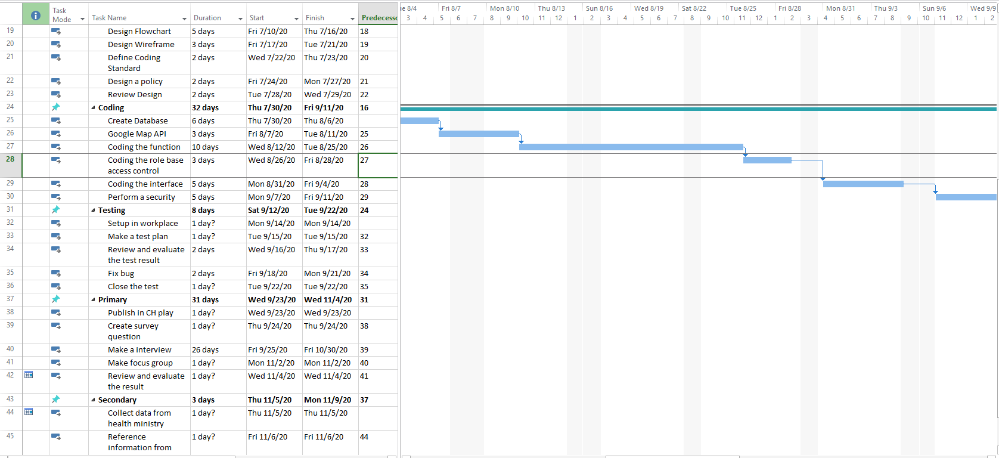 Task Mode Task Name Duration Start Finish Predecesso
ue 8/4 Fri 8/7 Mon 8/10 Thu 8/13 Sun 8/16 Wed 8/19 Sat 8/22 Tue 8/25 Fri 8/28 Mon 8/31 Thu 9/3 Sun 9/6 Wed 9/9
3 4 5 6 7 8 9 10 11 12 1 2 3 4 5 6 7 8 9 10 11 12 1 2 3 4 5 6 7 8 9 10 11 12 1 2
19 Design Flowchart 5 days Fri 7/10/20 Thu 7/16/20 18
20 Design Wireframe 3 days Fri 7/17/20 Tue 7/21/20 19
21 Define Coding Standard 2 days Wed 7/22/20 Thu 7/23/20 20
22 Design a policy 2 days Fri 7/24/20 Mon 7/27/20 21
23 Review Design 2 days Tue 7/28/20 Wed 7/29/20 22
24 Coding 32 days Thu 7/30/20 Fri 9/11/20 16
25 Create Database 6 days Thu 7/30/20 Thu 8/6/20
26 Google Map API 3 days Fri 8/7/20 Tue 8/11/20 25
27 Coding the function 10 days Wed 8/12/20 Tue 8/25/20 26
28 Coding the role base access control 3 days Wed 8/26/20 Fri 8/28/20 27
29 Coding the interface 5 days Mon 8/31/20 Fri 9/4/20 28
30 Perform a security 5 days Mon 9/7/20 Fri 9/11/20 29
31 Testing 8 days Sat 9/12/20 Tue 9/22/20 24
32 Setup in workplace 1 day? Mon 9/14/20 Mon 9/14/20
33 Make a test plan 1 day? Tue 9/15/20 Tue 9/15/20 32
34 Review and evaluate the test result 2 days Wed 9/16/20 Thu 9/17/20 33
35 Fix bug 2 days Fri 9/18/20 Mon 9/21/20 34
36 Close the test 1 day? Tue 9/22/20 Tue 9/22/20 35
37 Primary 31 days Wed 9/23/20 Wed 11/4/20 31
38 Publish in CH play 1 day? Wed 9/23/20 Wed 9/23/20
39 Create survey question 1 day? Thu 9/24/20 Thu 9/24/20 38
40 Make a interview 26 days Fri 9/25/20 Fri 10/30/20 39
41 Make focus group 1 day? Mon 11/2/20 Mon 11/2/20 40
42 Review and evaluate the result 1 day? Wed 11/4/20 Wed 11/4/20 41
43 Secondary 3 days Thu 11/5/20 Mon 11/9/20 37
44 Collect data from health ministry 1 day? Thu 11/5/20 Thu 11/5/20
45 Reference information from 1 day? Fri 11/6/20 Fri 11/6/20 44